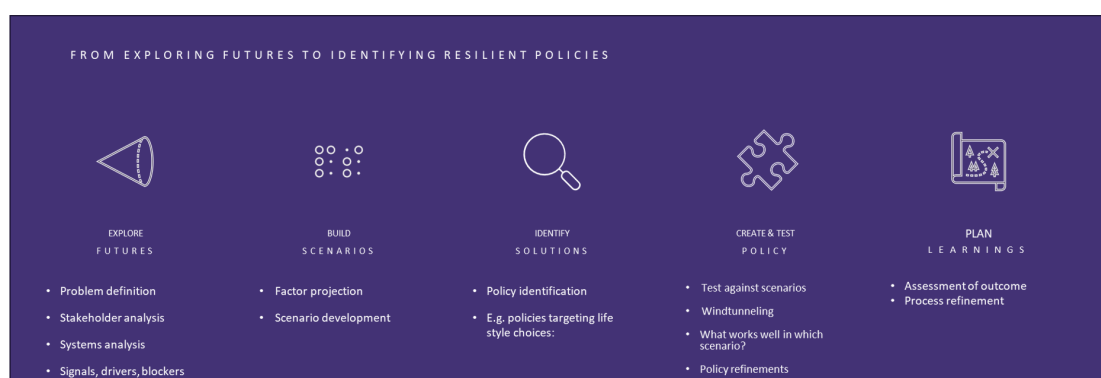 FROM EXPLORING FUTURES TO IDENTIFYING RESILIENT POLICIES
EXPLORE
FUTURES
• Problem definition
• Stakeholder analysis
• Systems analysis
• Signals, drivers, blockers
BUILD
SCENARIOS
• Factor projection
• Scenario development
IDENTIFY
SOLUTIONS
• Policy identification
• E.g. policies targeting life
style choices:
CREATE & TEST
POLICY
• Test against scenarios
• Windtunneling
• What works well in which
scenario?
• Policy refinements
PLAN
LEARNINGS
• Assessment of outcome
• Process refinement